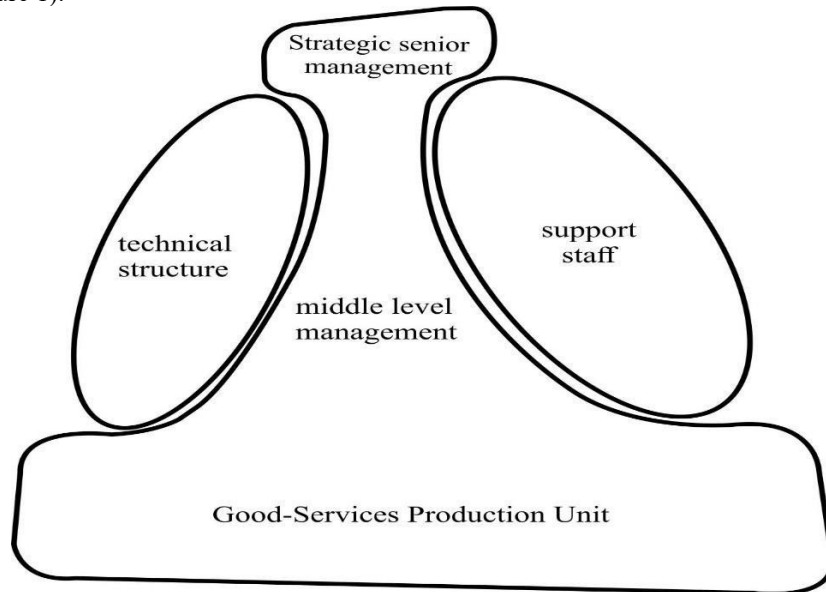 Strategic senior
management
technical
structure
support
staff
middle level
management
Good-Services Production Unit